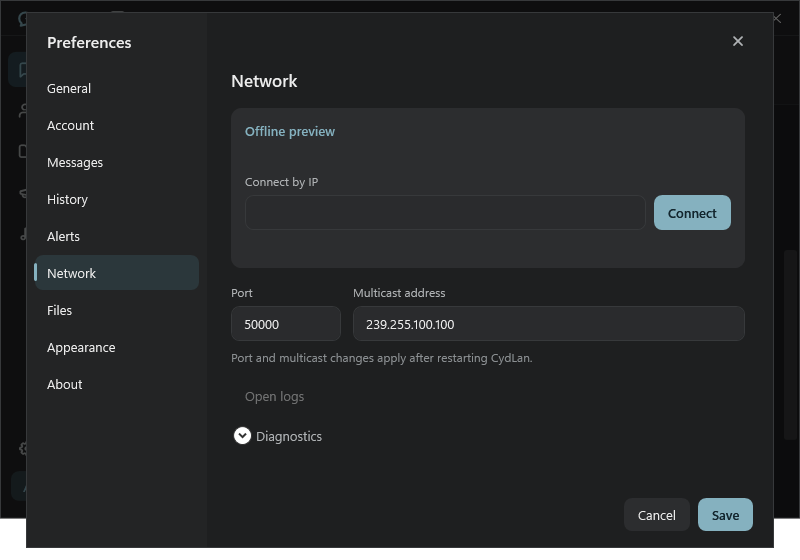 Preferences
General
Account
Messages
History
Alerts
Network
Files
Appearance
About
Network
Offline preview
Connect by IP
Connect
Port
Multicast address
50000
239.255.100.100
Port and multicast changes apply after restarting CydLan.
Open logs
Diagnostics
Cancel
Save